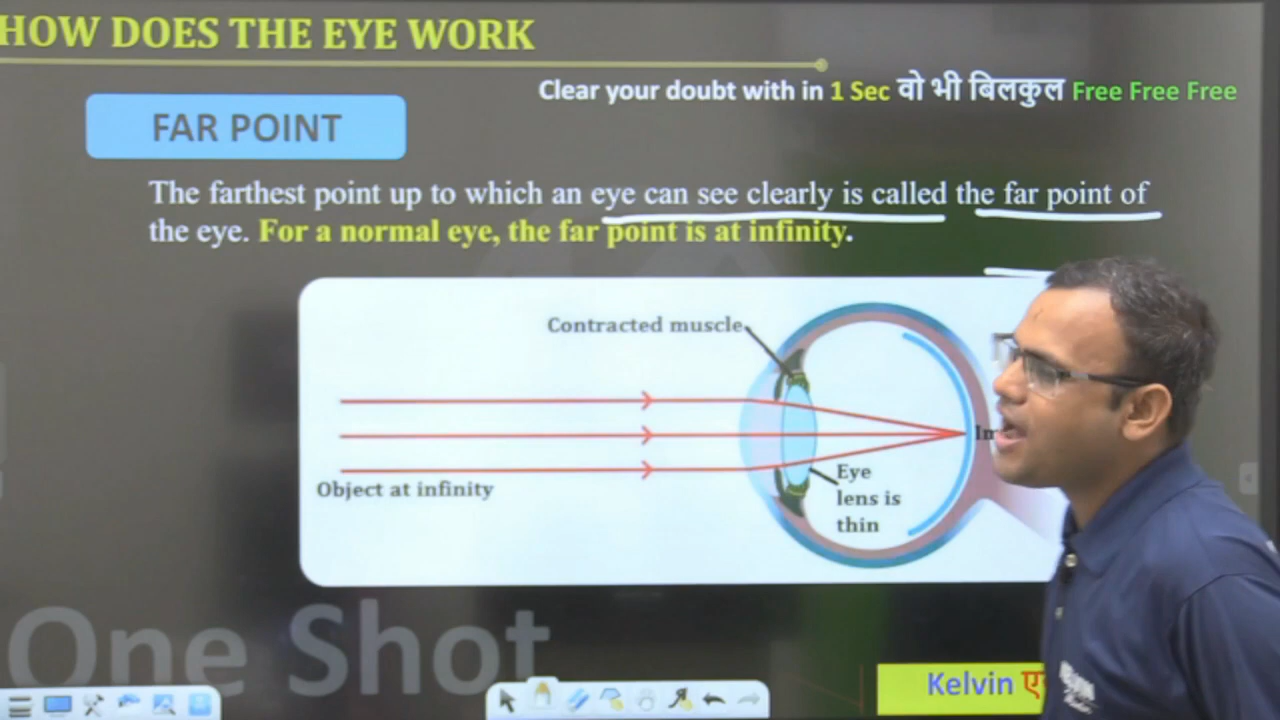 HOW DOES THE EYE WORK
Clear your doubt with in 1 Sec वो भी बिलकुल Free Free Free
FAR POINT
The farthest point up to which an eye can see clearly is called the far point of
the eye. For a normal eye, the far point is at infinity.
Contracted muscle
Object at infinity
Eye
lens is
thin
One Shot
Kelvin